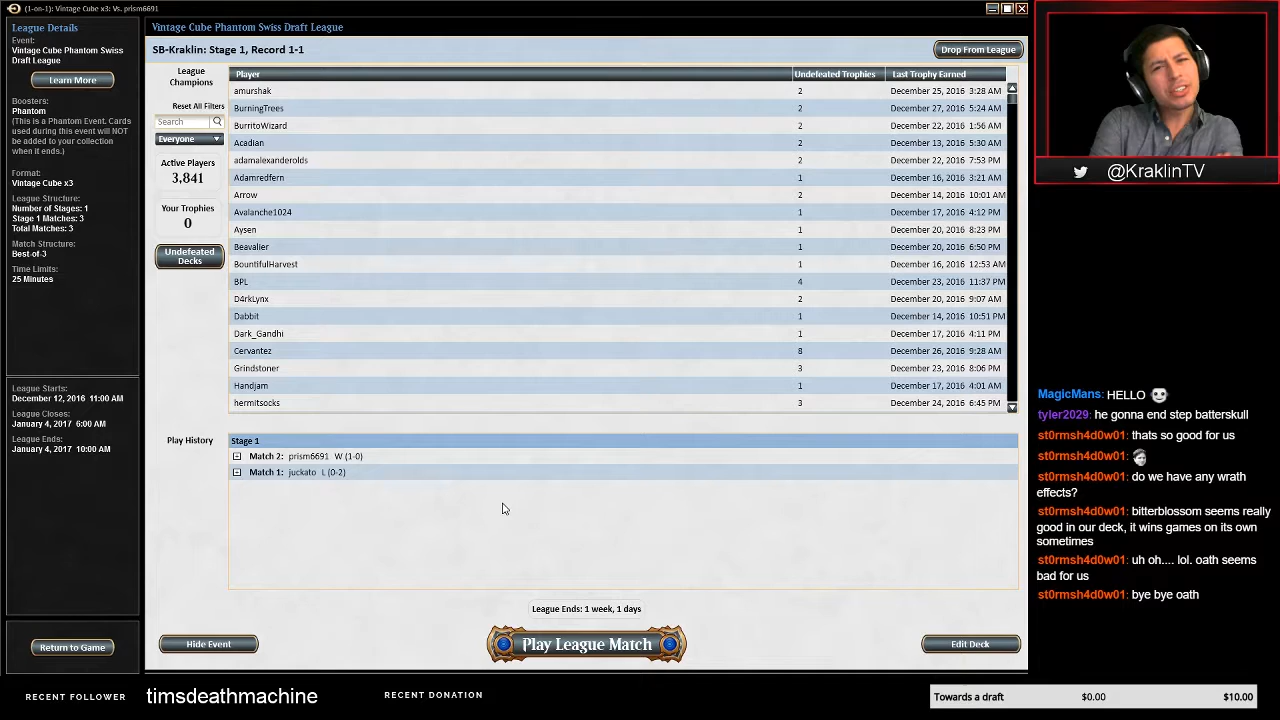 (1-on-1): Vintage Cube x3: Vs. prism6691
League Details
Event:
Vintage Cube Phantom Swiss
Draft League
Learn More
Boosters:
Phantom
(This is a Phantom Event. Cards
used during this event will NOT
be added to your collection
when it ends.)
Format:
Vintage Cube x3
League Structure:
Number of Stages: 1
Stage 1 Matches: 3
Total Matches: 3
Match Structure:
Best-of-3
Time Limits:
25 Minutes
League Starts:
December 12, 2016 11:00 AM
League Closes:
January 4, 2017 6:00 AM
League Ends:
January 4, 2017 10:00 AM
Return to Game
Vintage Cube Phantom Swiss Draft League
SB-Kraklin: Stage 1, Record 1-1
Drop From League
League
Champions
Reset All Filters
Search
Everyone
Active Players
3,841
Your Trophies
0
Undefeated
Decks
Player Undefeated Trophies Last Trophy Earned
amurshak 2 December 25, 2016 3:28 AM
BurningTrees 2 December 27, 2016 5:24 AM
BurritoWizard 2 December 22, 2016 1:56 AM
Acadian 2 December 13, 2016 5:30 AM
adamalexanderolds 2 December 22, 2016 7:53 PM
Adamredfern 1 December 16, 2016 3:21 AM
Arrow 2 December 14, 2016 10:01 AM
Avalanche1024 1 December 17, 2016 4:12 PM
Aysen 1 December 20, 2016 8:23 PM
Beavalier 1 December 20, 2016 6:50 PM
BountifulHarvest 1 December 16, 2016 12:53 AM
BPL 4 December 23, 2016 11:37 PM
D4rkLynx 2 December 20, 2016 9:07 AM
Dabbit 1 December 14, 2016 10:51 PM
Dark_Gandhi 1 December 17, 2016 4:11 PM
Cervantez 8 December 26, 2016 9:28 AM
Grindstoner 3 December 23, 2016 8:06 PM
Handjam 1 December 17, 2016 4:01 AM
hermitsocks 3 December 24, 2016 6:45 PM
Play History
Stage 1
Match 2: prism6691 W (1-0)
Match 1: juckato L (0-2)
League Ends: 1 week, 1 days
Hide Event
Play League Match
Edit Deck
@KraklinTV
MagicMans: HELLO
tyler2029: he gonna end step batterskull
st0rmsh4d0w01: thats so good for us
st0rmsh4d0w01:
st0rmsh4d0w01: do we have any wrath
effects?
st0rmsh4d0w01: bitterblossom seems really
good in our deck, it wins games on its own
sometimes
st0rmsh4d0w01: uh oh.... lol. oath seems
bad for us
st0rmsh4d0w01: bye bye oath
RECENT FOLLOWER timsdeathmachine
RECENT DONATION
Towards a draft $0.00 $10.00